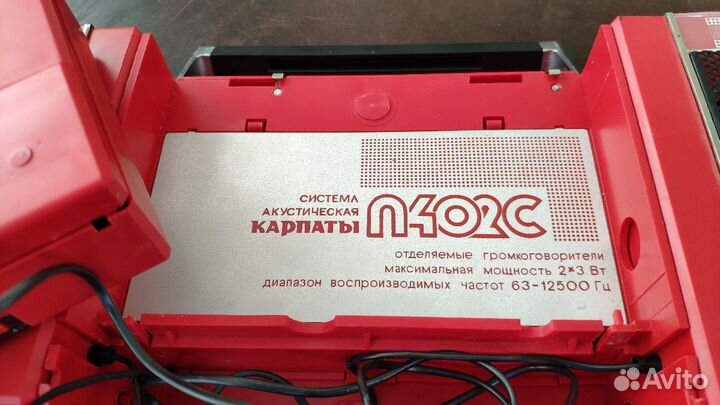 СИСТЕМА
АКУСТИЧЕСКАЯ
КАРПАТЫ П402С
отделяемые громкоговорители
максимальная мощность 2×3 Вт
диапазон воспроизводимых частот 63-12500 Гц
Avito